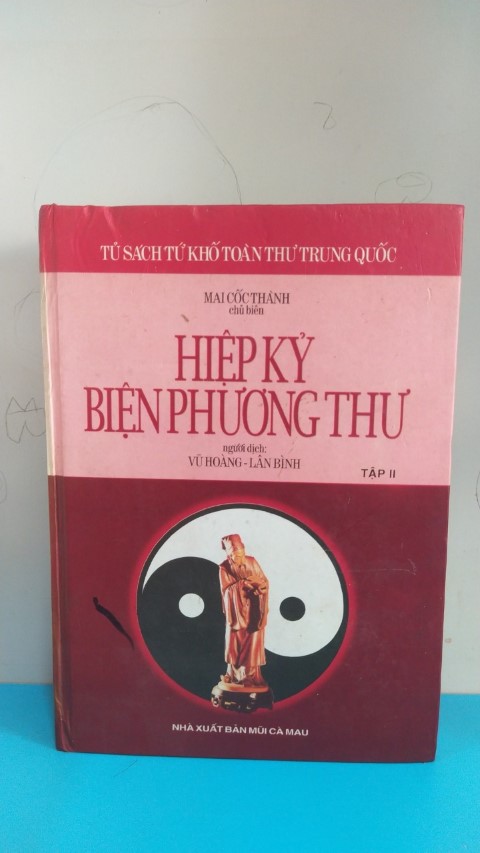 TỦ SÁCH TỨ KHỐ TOÀN THƯ TRUNG QUỐC
MAI CỐC THÀNH
chủ biên
HIỆP KỶ
BIỆN PHƯƠNG THƯ
người dịch:
VŨ HOÀNG - LÂN BÌNH
TẬP II
NHÀ XUẤT BẢN MŨI CÀ MAU